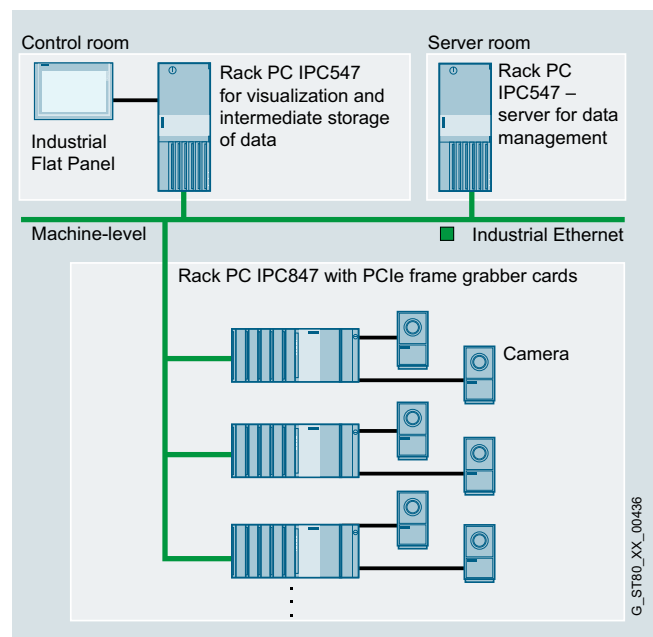 Control room
Rack PC IPC547
for visualization and
intermediate storage
of data
Industrial
Flat Panel
Server room
Rack PC
IPC547 –
server for data
management
Machine-level
Industrial Ethernet
Rack PC IPC847 with PCIe frame grabber cards
Camera
G_ST80_XX_00436